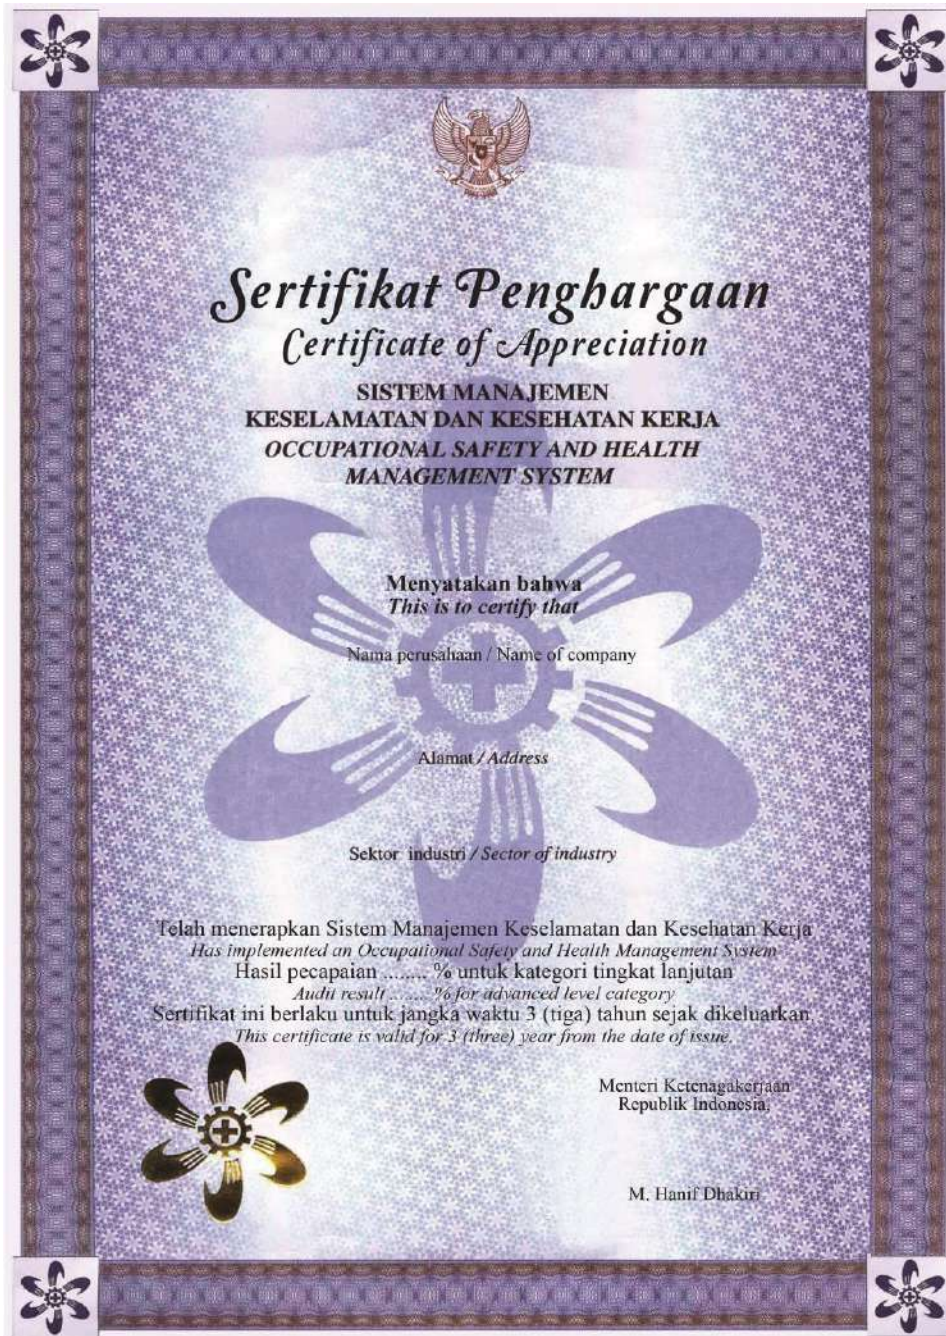 Sertifikat Penghargaan
Certificate of Appreciation
SISTEM MANAJEMEN
KESELAMATAN DAN KESEHATAN KERJA
OCCUPATIONAL SAFETY AND HEALTH
MANAGEMENT SYSTEM
Menyatakan bahwa
This is to certify that
Nama perusahaan / Name of company
Alamat / Address
Sektor industri / Sector of industry
Telah menerapkan Sistem Manajemen Keselamatan dan Kesehatan Kerja
Has implemented an Occupational Safety and Health Management System
Hasil pecapaian ........ % untuk kategori tingkat lanjutan
Audit result ........ % for advanced level category
Sertifikat ini berlaku untuk jangka waktu 3 (tiga) tahun sejak dikeluarkan.
This certificate is valid for 3 (three) year from the date of issue.
Menteri Ketenagakerjaan
Republik Indonesia,
M. Hanif Dhakiri